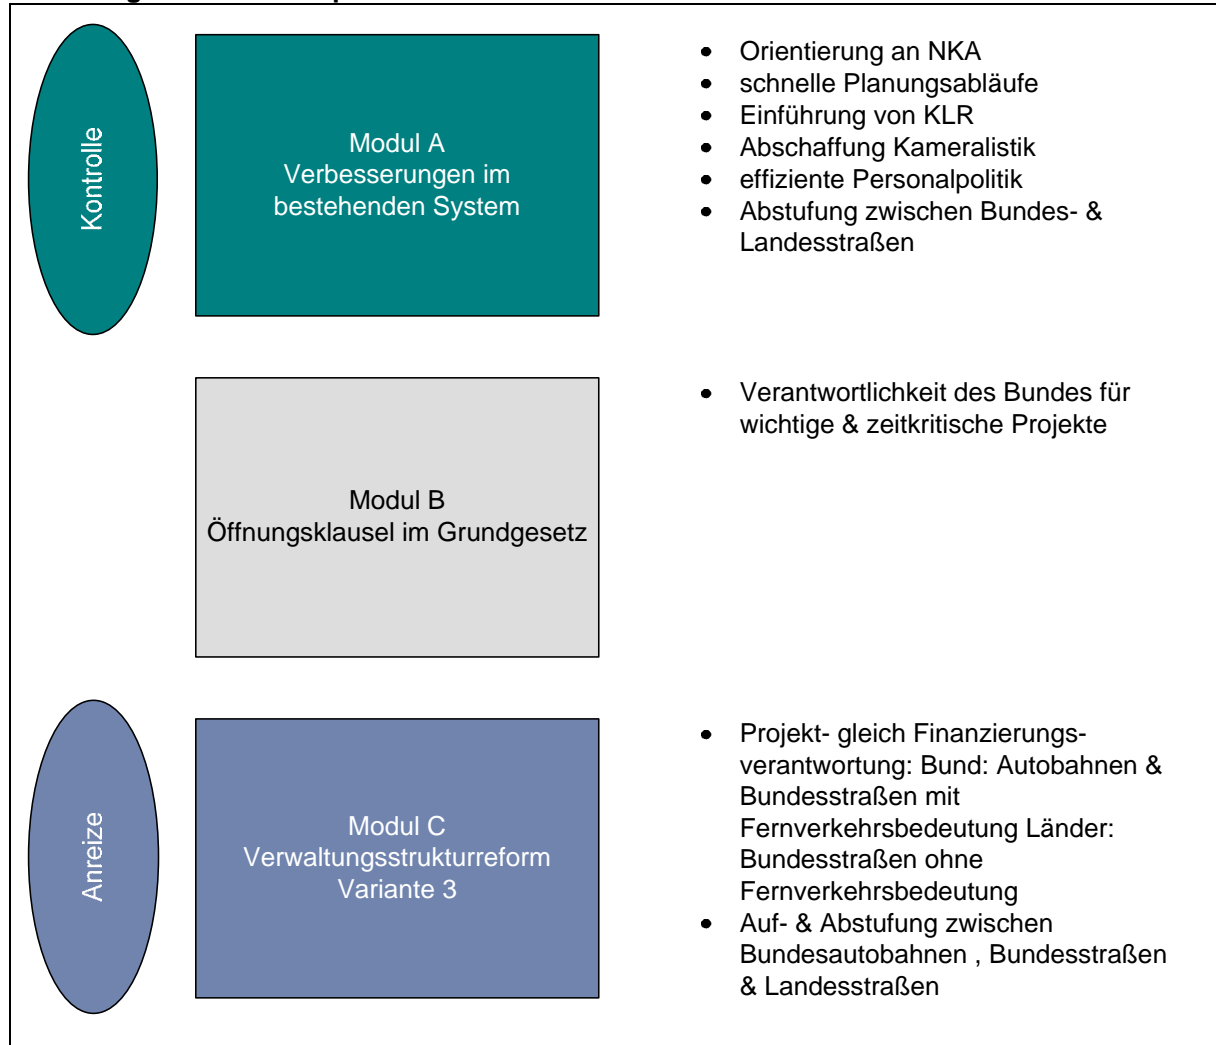 Kontrolle
Modul A
Verbesserungen im
bestehenden System
• Orientierung an NKA
• schnelle Planungsabläufe
• Einführung von KLR
• Abschaffung Kameralistik
• effiziente Personalpolitik
• Abstufung zwischen Bundes- &
Landesstraßen
Modul B
Öffnungsklausel im Grundgesetz
• Verantwortlichkeit des Bundes für
wichtige & zeitkritische Projekte
Anreize
Modul C
Verwaltungsstrukturreform
Variante 3
• Projekt- gleich Finanzierungs-
verantwortung: Bund: Autobahnen &
Bundesstraßen mit
Fernverkehrsbedeutung Länder:
Bundesstraßen ohne
Fernverkehrsbedeutung
• Auf- & Abstufung zwischen
Bundesautobahnen , Bundesstraßen
& Landesstraßen